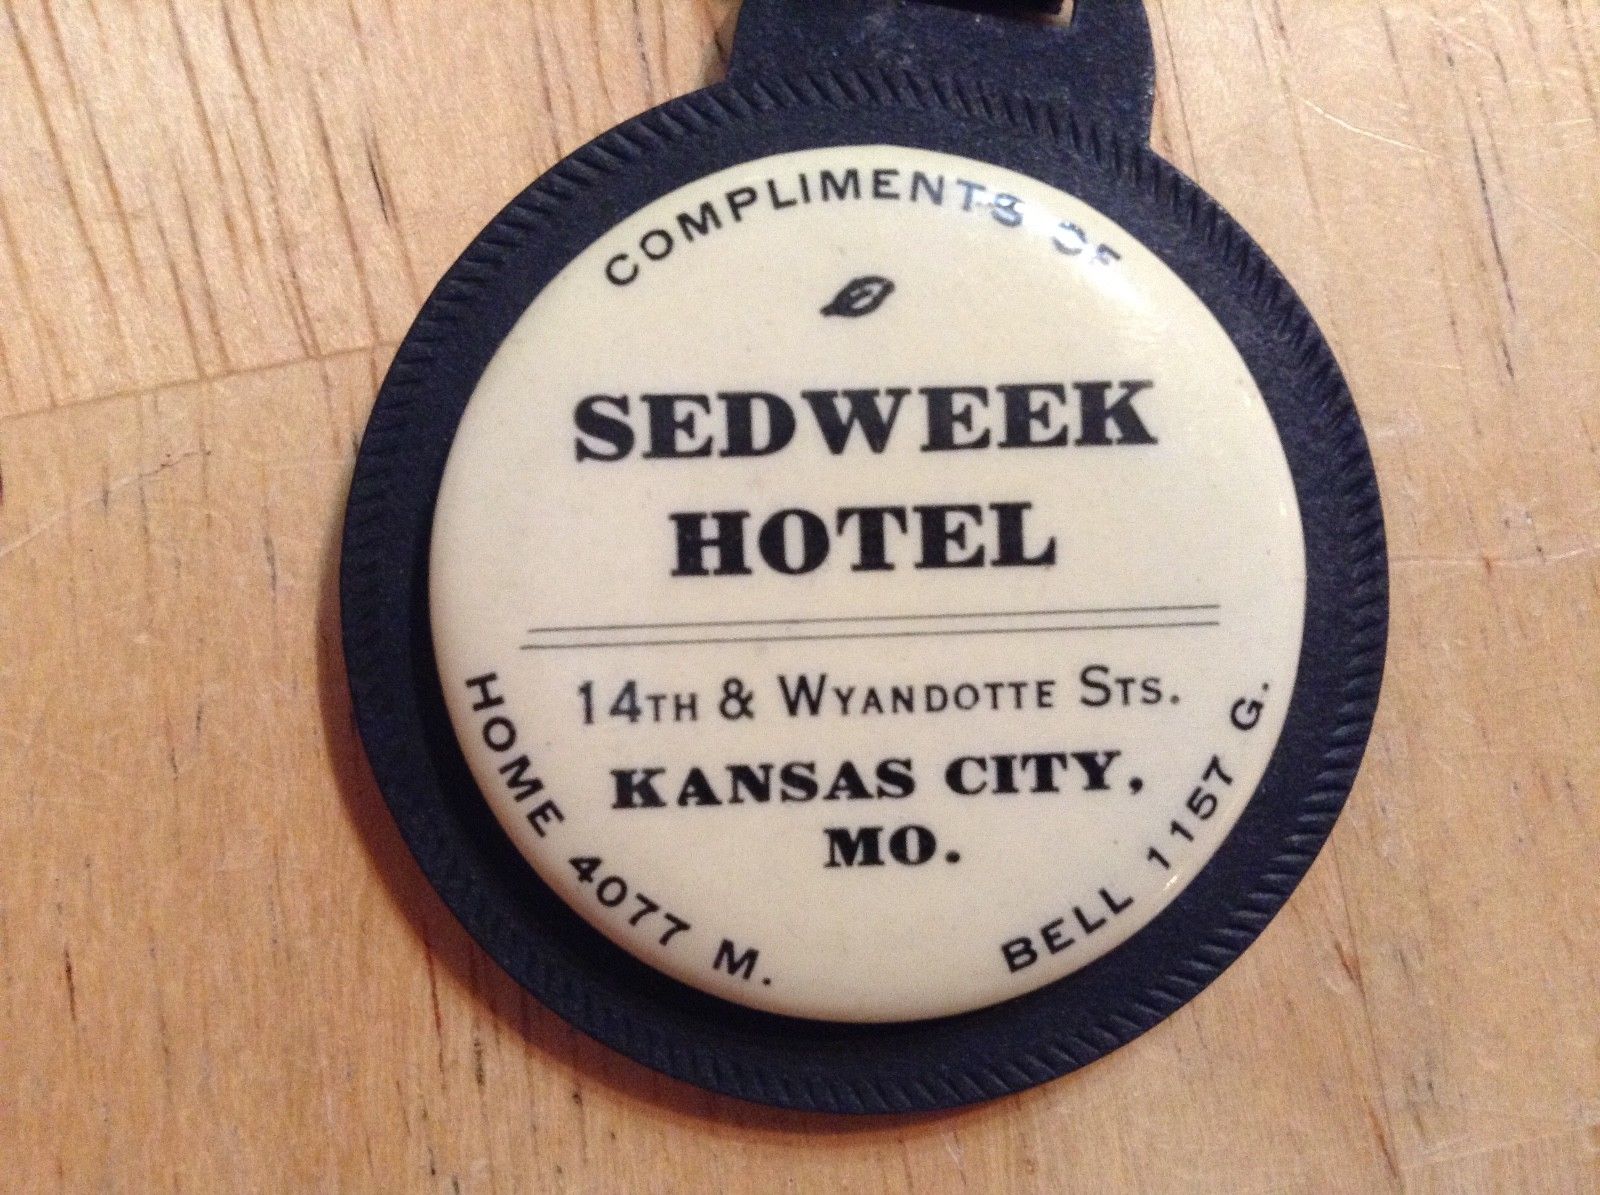 COMPLIMENTS OF
SEDWEEK
HOTEL
14TH & WYANDOTTE STS.
KANSAS CITY,
MO.
HOME 4077 M.
BELL 1157 G.